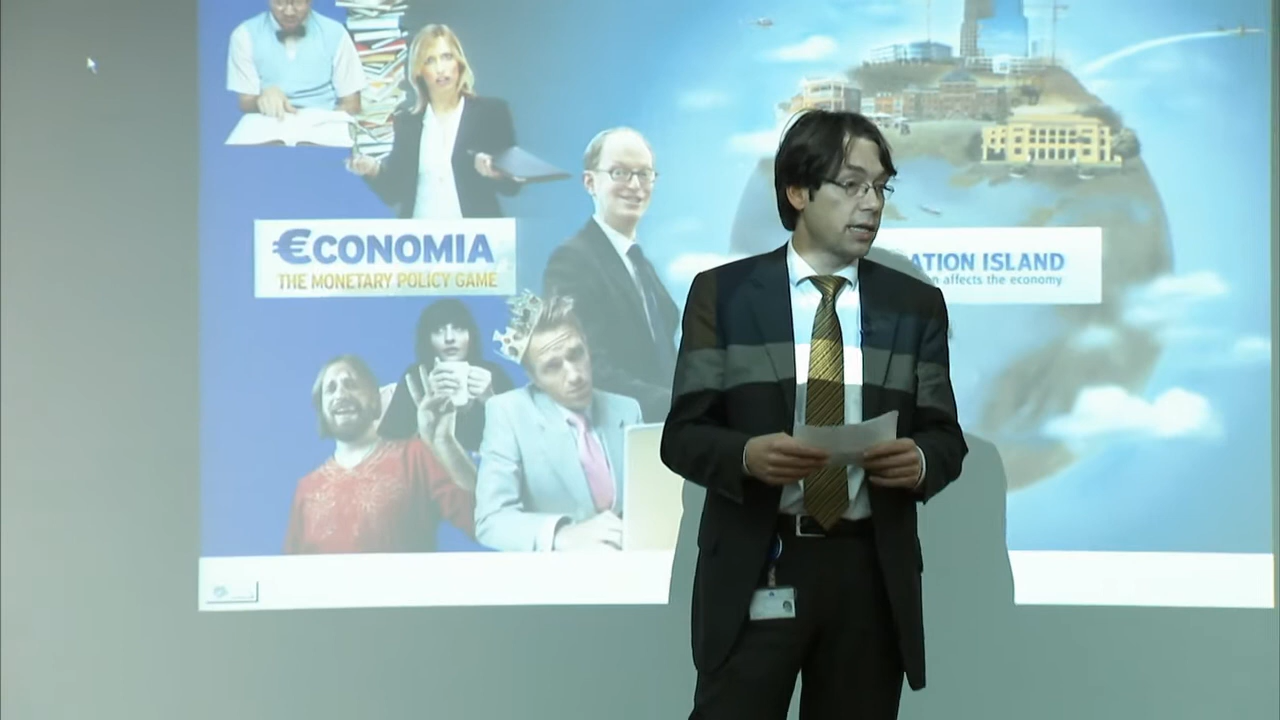 €CONOMIA
THE MONETARY POLICY GAME
ATION ISLAND
n affects the economy